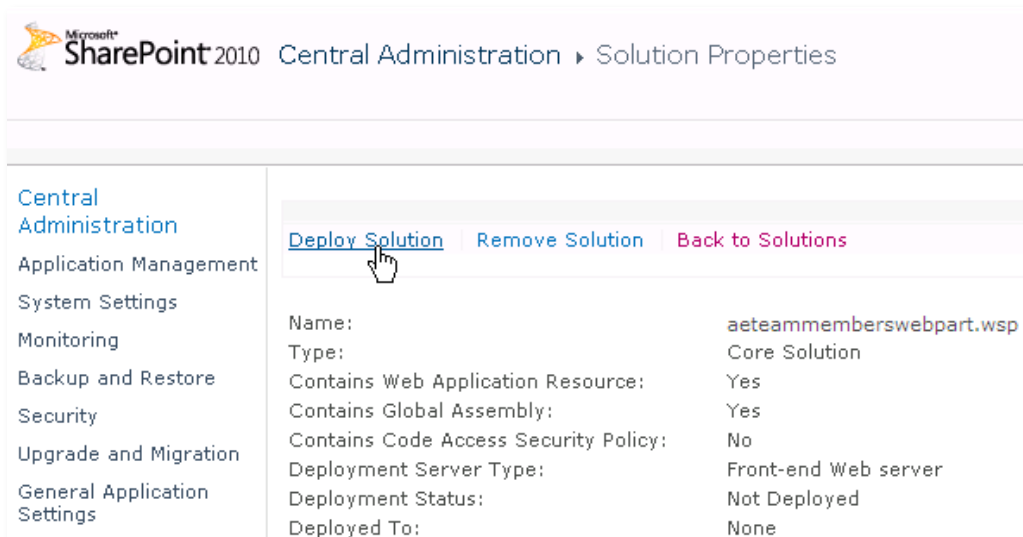 Microsoft®
SharePoint 2010 Central Administration ▸ Solution Properties
Central
Administration
Application Management
System Settings
Monitoring
Backup and Restore
Security
Upgrade and Migration
General Application
Settings
Deploy Solution Remove Solution Back to Solutions
Name: aeteammemberswebpart.wsp
Type: Core Solution
Contains Web Application Resource: Yes
Contains Global Assembly: Yes
Contains Code Access Security Policy: No
Deployment Server Type: Front-end Web server
Deployment Status: Not Deployed
Deployed To: None